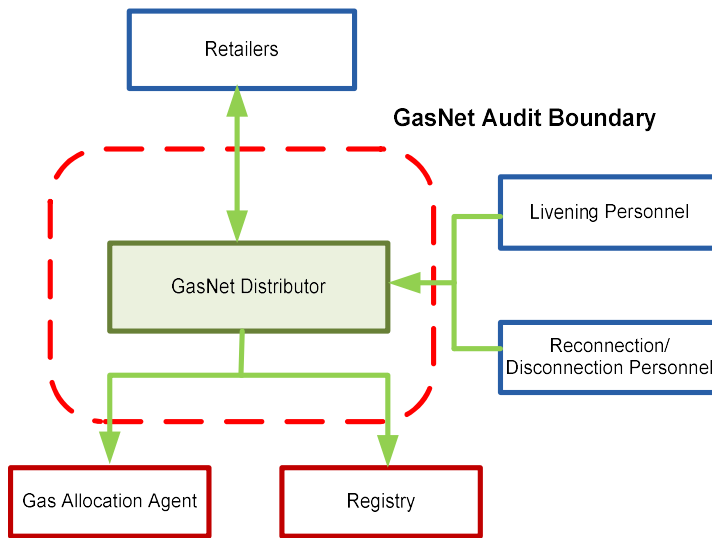 Retailers
GasNet Audit Boundary
Livening Personnel
GasNet Distributor
Reconnection/
Disconnection Personnel
Gas Allocation Agent
Registry